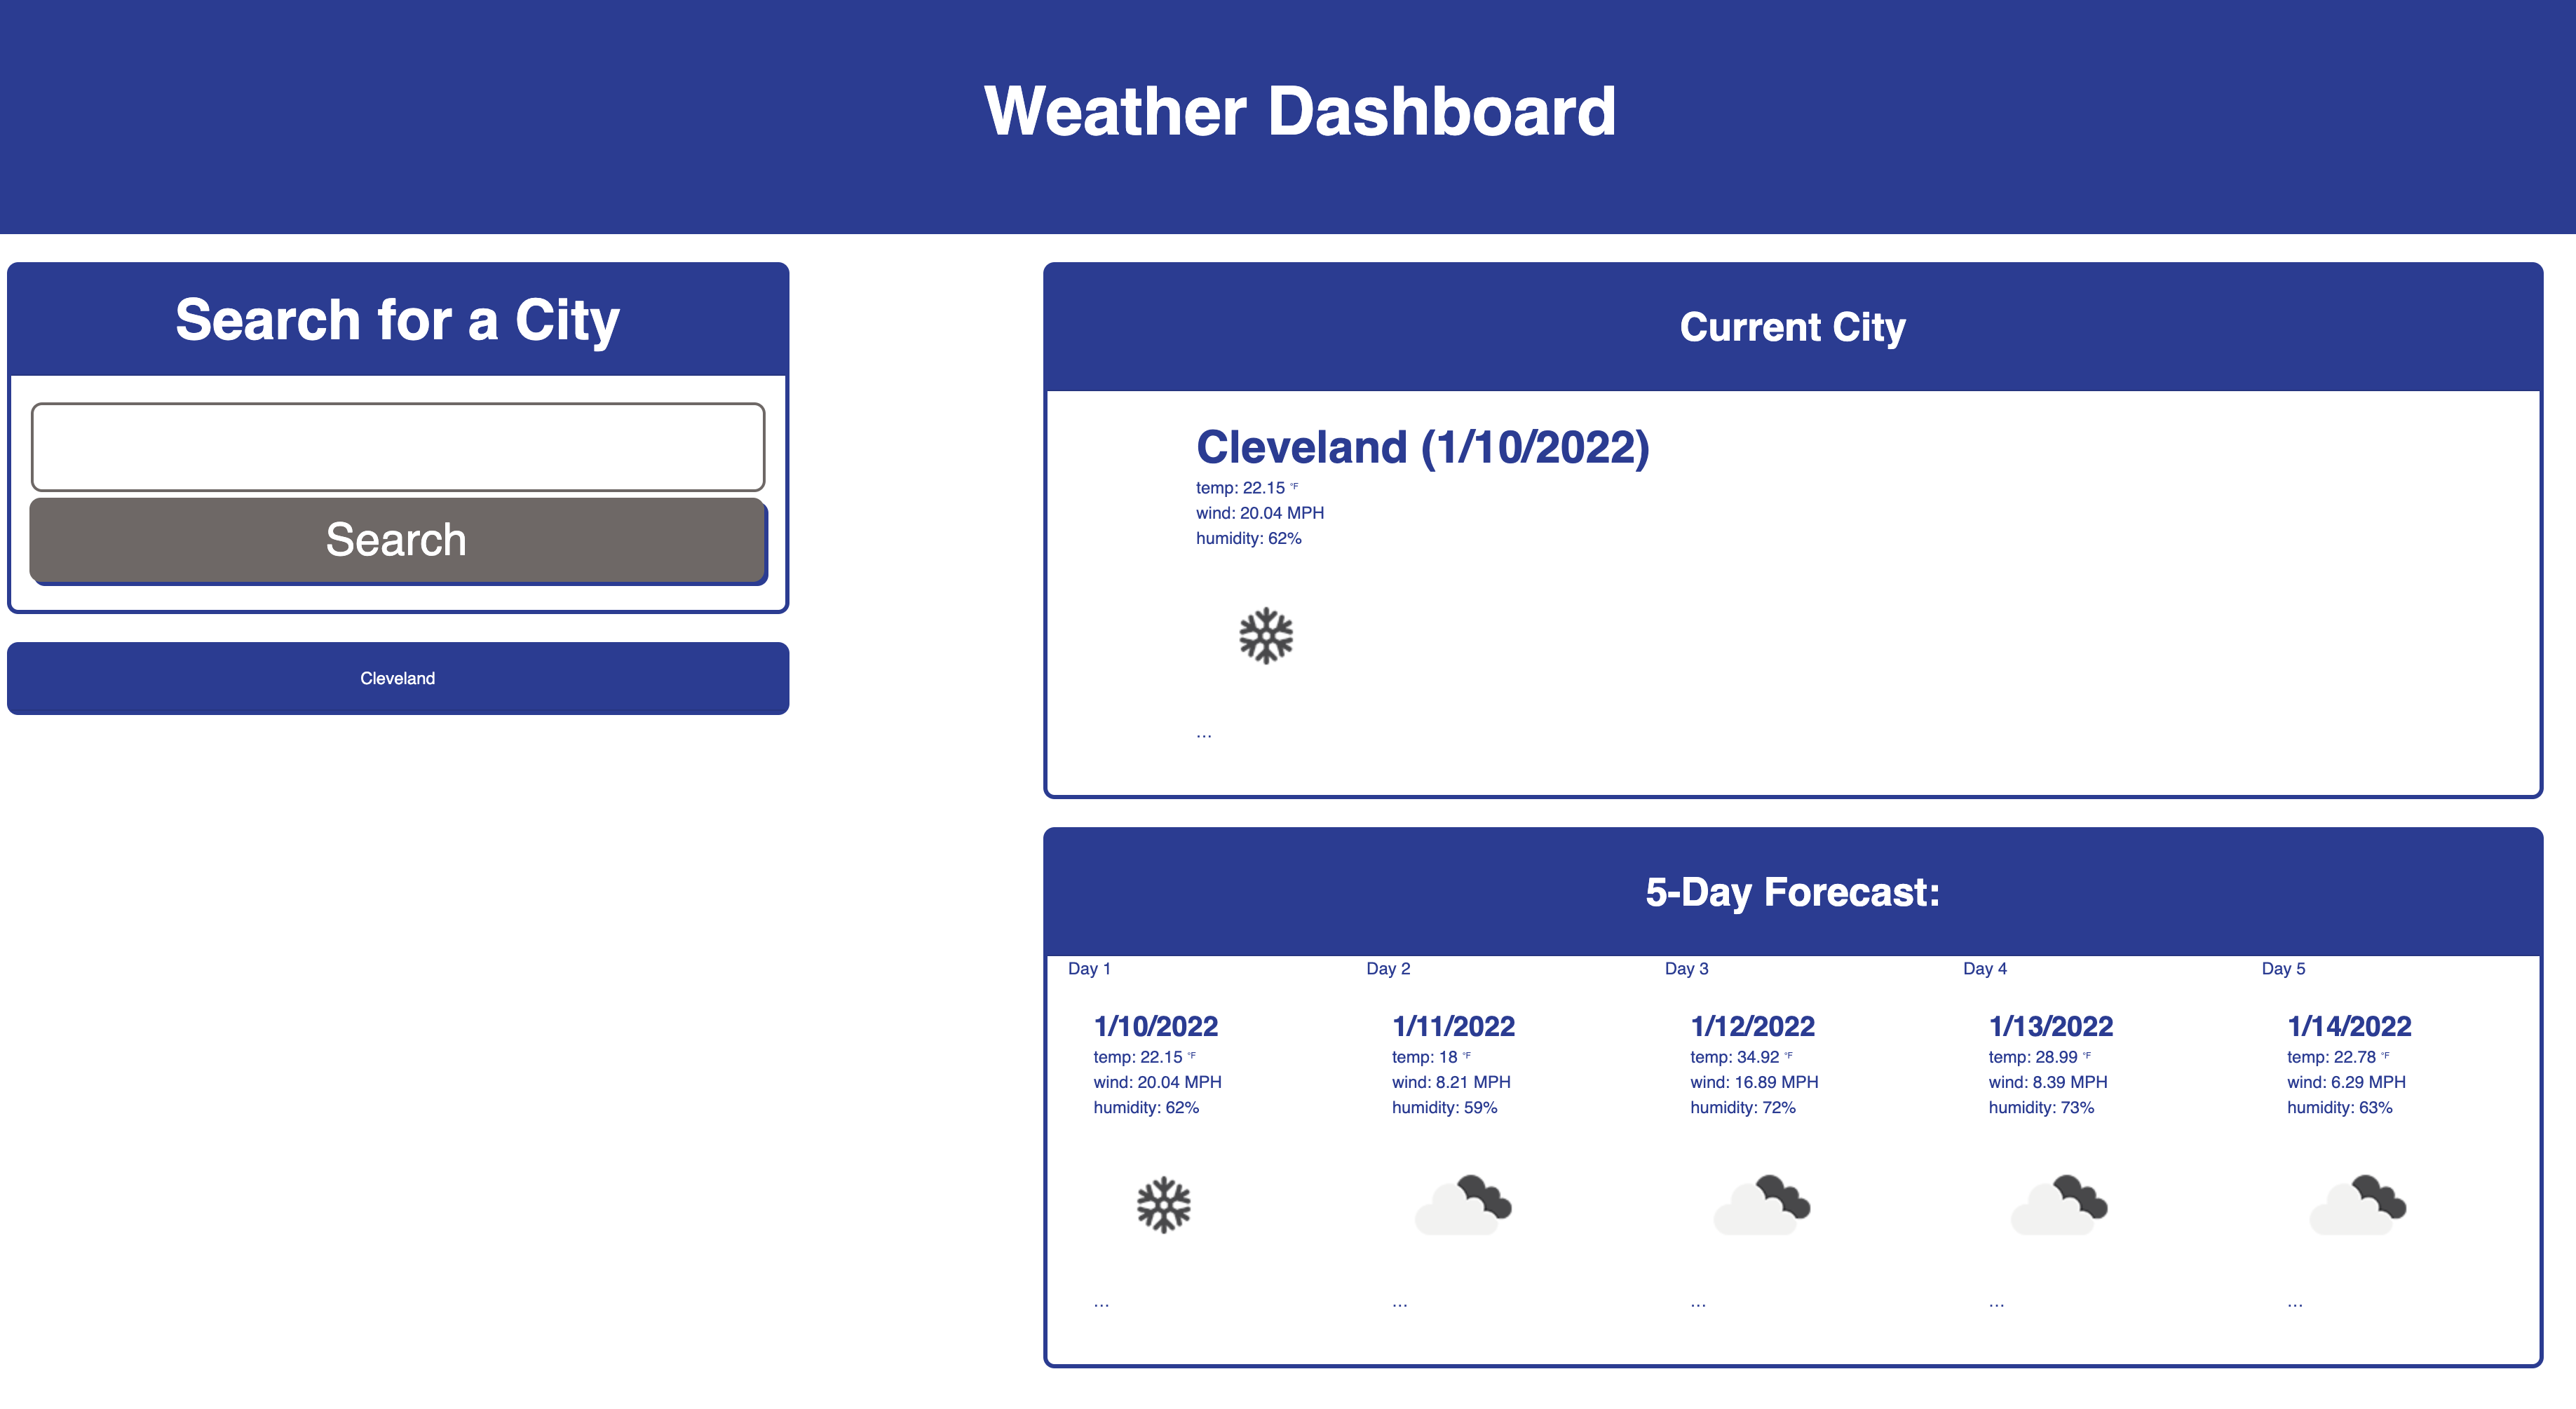 Weather Dashboard
Search for a City
Search
Cleveland
Current City
Cleveland (1/10/2022)
temp: 22.15 °F
wind: 20.04 MPH
humidity: 62%
...
5-Day Forecast:
Day 1
1/10/2022
temp: 22.15 °F
wind: 20.04 MPH
humidity: 62%
...
Day 2
1/11/2022
temp: 18 °F
wind: 8.21 MPH
humidity: 59%
...
Day 3
1/12/2022
temp: 34.92 °F
wind: 16.89 MPH
humidity: 72%
...
Day 4
1/13/2022
temp: 28.99 °F
wind: 8.39 MPH
humidity: 73%
...
Day 5
1/14/2022
temp: 22.78 °F
wind: 6.29 MPH
humidity: 63%
...